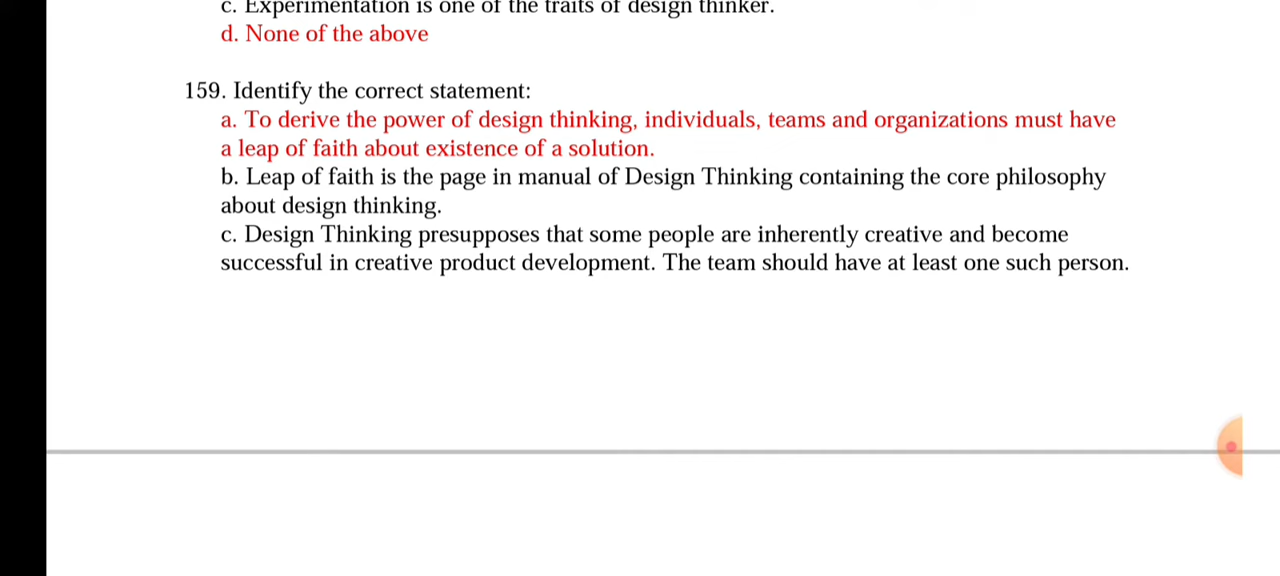 c. Experimentation is one of the traits of design thinker.
d. None of the above
159. Identify the correct statement:
a. To derive the power of design thinking, individuals, teams and organizations must have
a leap of faith about existence of a solution.
b. Leap of faith is the page in manual of Design Thinking containing the core philosophy
about design thinking.
c. Design Thinking presupposes that some people are inherently creative and become
successful in creative product development. The team should have at least one such person.